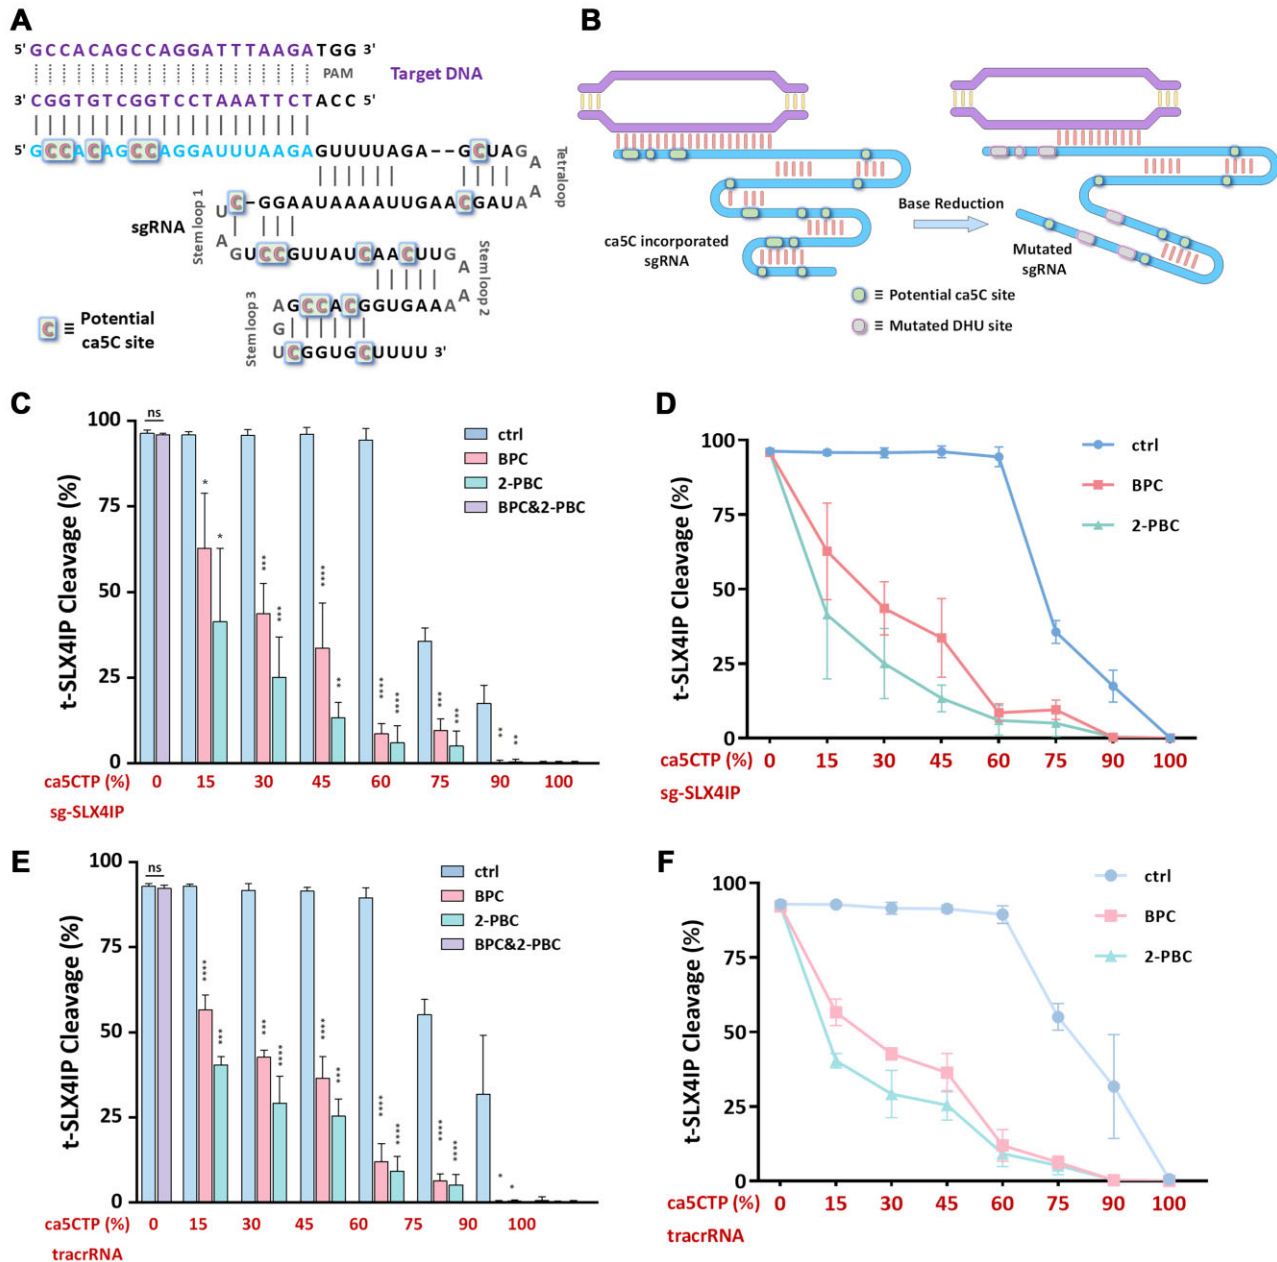 A
5' GCCACAGCCAGGATTTAAGATGG 3'
PAM
Target DNA
3' CGGTGTCGGTCCTAAATTCTACC 5'
5' GCCACAGCCAGGAUUUAAGAGUUUUAGA--GCUAG
A
A
A
Tetraloop
C-GGAAUAAAAUUGAACGAUA
U
A
Stem loop 1
sgRNA
GUCCGUUAUCAACUUG
A
A
A
Stem loop 2
AGCCACGGUGAA
G
Stem loop 3
UCGGUGCUUUU 3'
C ≡ Potential
ca5C site
B
ca5C incorporated
sgRNA
Base Reduction
Mutated
sgRNA
≡ Potential ca5C site
≡ Mutated DHU site
C
t-SLX4IP Cleavage (%)
100
75
50
25
0
ns
*
*
***
***
****
**
****
****
***
***
**
**
ctrl
BPC
2-PBC
BPC&2-PBC
ca5CTP (%) 0 15 30 45 60 75 90 100
sg-SLX4IP
D
t-SLX4IP Cleavage (%)
100
75
50
25
0
ctrl
BPC
2-PBC
ca5CTP (%) 0 15 30 45 60 75 90 100
sg-SLX4IP
E
t-SLX4IP Cleavage (%)
100
75
50
25
0
ns
****
***
***
****
****
***
****
****
****
****
*
*
ctrl
BPC
2-PBC
BPC&2-PBC
ca5CTP (%) 0 15 30 45 60 75 90 100
tracrRNA
F
t-SLX4IP Cleavage (%)
100
75
50
25
0
ctrl
BPC
2-PBC
ca5CTP (%) 0 15 30 45 60 75 90 100
tracrRNA